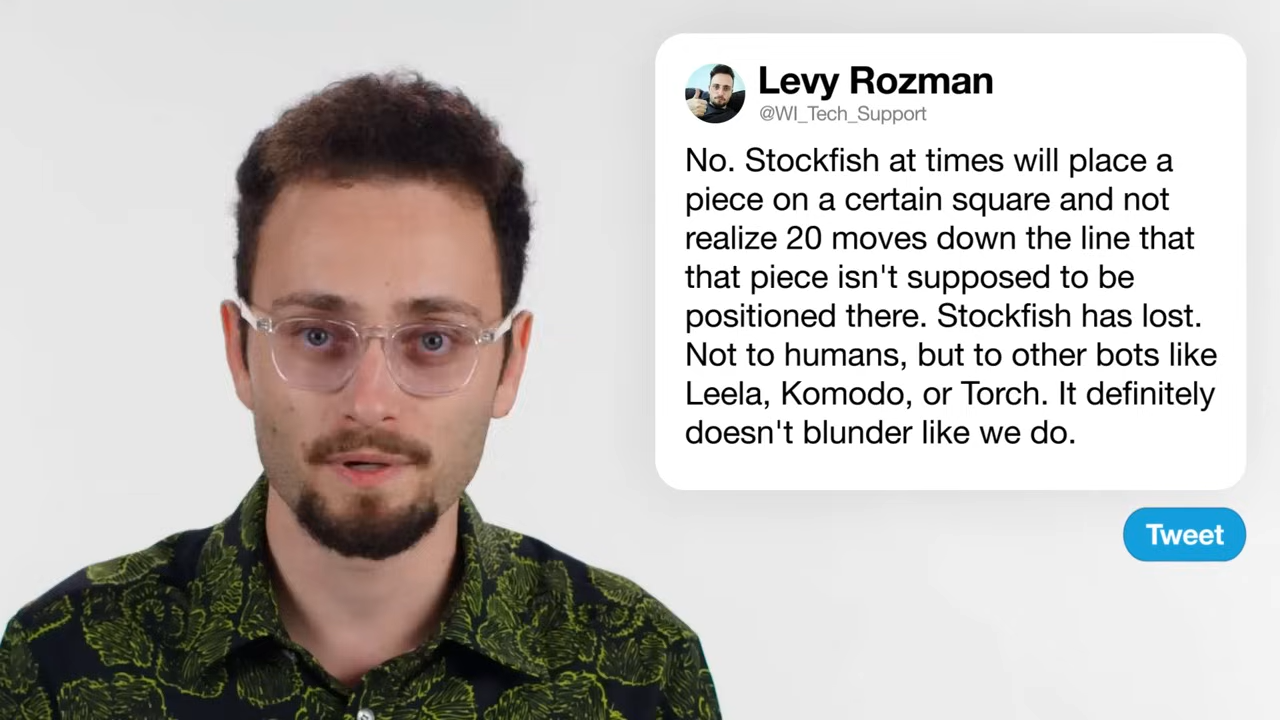 Levy Rozman
@WI_Tech_Support
No. Stockfish at times will place a
piece on a certain square and not
realize 20 moves down the line that
that piece isn't supposed to be
positioned there. Stockfish has lost.
Not to humans, but to other bots like
Leela, Komodo, or Torch. It definitely
doesn't blunder like we do.
Tweet